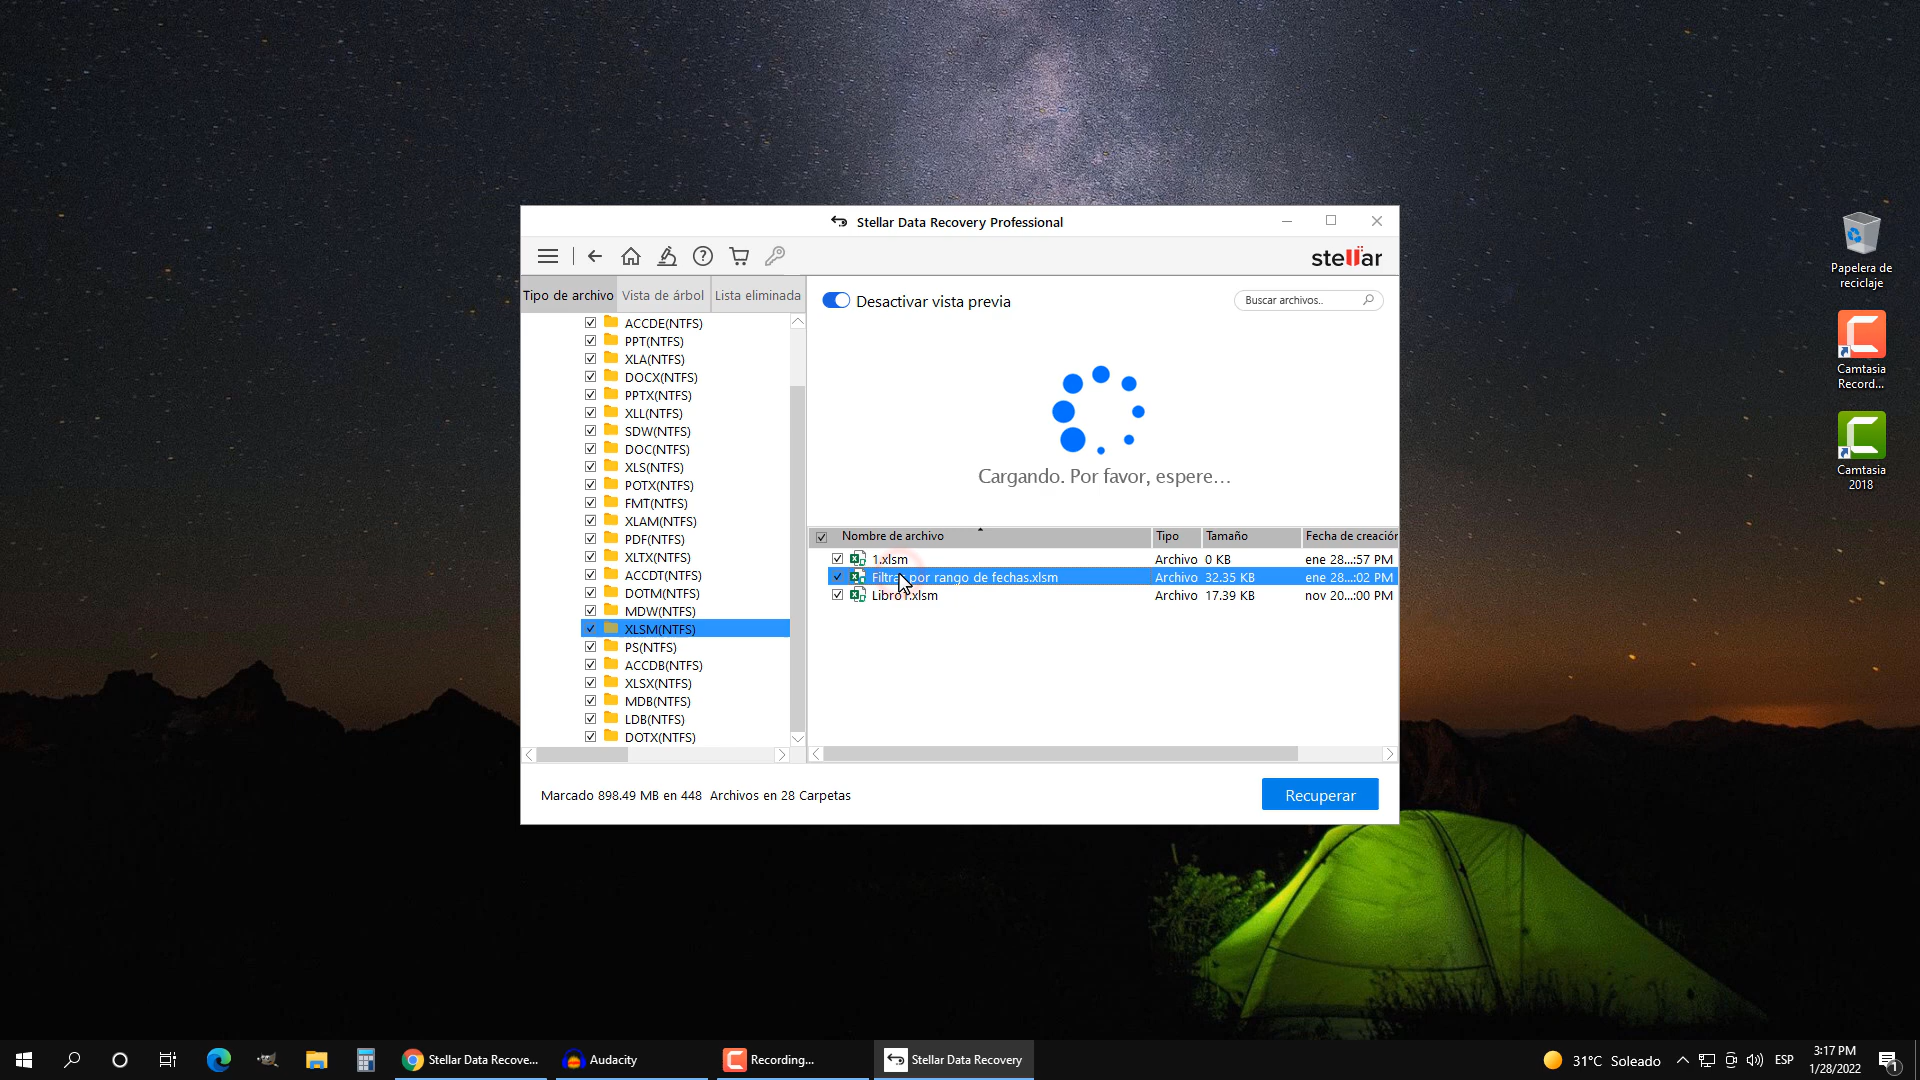 Stellar Data Recovery Professional
stellar
Tipo de archivo
Vista de árbol
Lista eliminada
ACCDE(NTFS)
PPT(NTFS)
XLA(NTFS)
DOCX(NTFS)
PPTX(NTFS)
XLL(NTFS)
SDW(NTFS)
DOC(NTFS)
XLS(NTFS)
POTX(NTFS)
FMT(NTFS)
XLAM(NTFS)
PDF(NTFS)
XLTX(NTFS)
ACCDT(NTFS)
DOTM(NTFS)
MDW(NTFS)
XLSM(NTFS)
PS(NTFS)
ACCDB(NTFS)
XLSX(NTFS)
MDB(NTFS)
LDB(NTFS)
DOTX(NTFS)
Desactivar vista previa
Buscar archivos..
Cargando. Por favor, espere...
Nombre de archivo Tipo Tamaño Fecha de creación
1.xlsm Archivo 0 KB ene 28...:57 PM
Filtrar por rango de fechas.xlsm Archivo 32.35 KB ene 28...:02 PM
Libro1.xlsm Archivo 17.39 KB nov 20...:00 PM
Marcado 898.49 MB en 448 Archivos en 28 Carpetas
Recuperar
Papelera de
reciclaje
Camtasia
Record...
Camtasia
2018
Stellar Data Recove...
Audacity
Recording...
Stellar Data Recovery
31°C Soleado
ESP
3:17 PM
1/28/2022
1